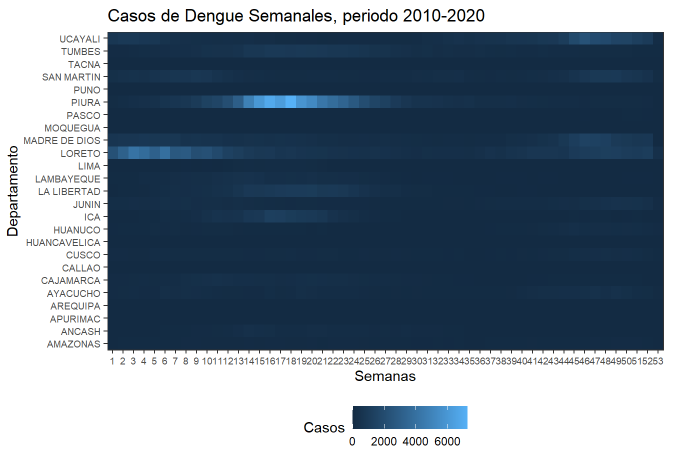 Casos de Dengue Semanales, periodo 2010-2020
Departamento
UCAYALI
TUMBES
TACNA
SAN MARTIN
PUNO
PIURA
PASCO
MOQUEGUA
MADRE DE DIOS
LORETO
LIMA
LAMBAYEQUE
LA LIBERTAD
JUNIN
ICA
HUANUCO
HUANCAVELICA
CUSCO
CALLAO
CAJAMARCA
AYACUCHO
AREQUIPA
APURIMAC
ANCASH
AMAZONAS
1 2 3 4 5 6 7 8 9 10 11 12 13 14 15 16 17 18 19 20 21 22 23 24 25 26 27 28 29 30 31 32 33 34 35 36 37 38 39 40 41 42 43 44 45 46 47 48 49 50 51 52 53
Semanas
Casos
0 2000 4000 6000